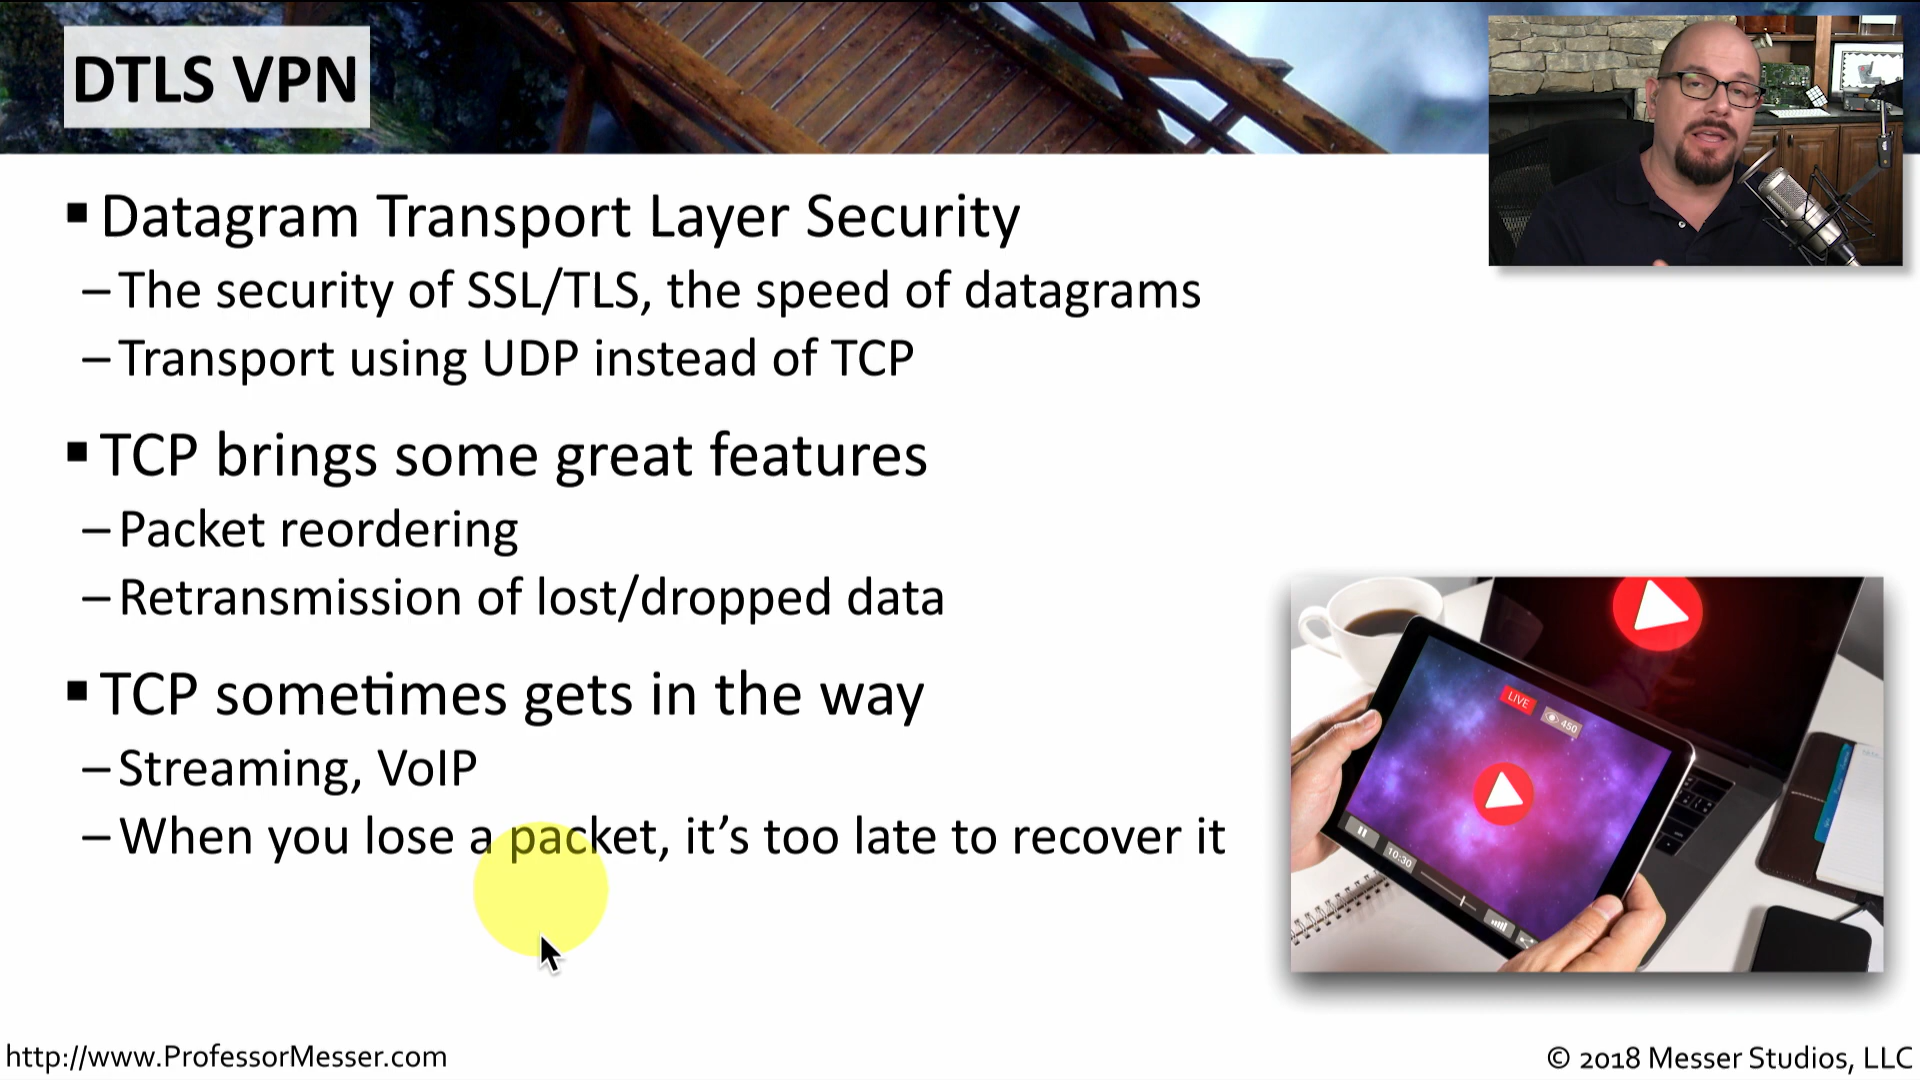 DTLS VPN
▪ Datagram Transport Layer Security
– The security of SSL/TLS, the speed of datagrams
– Transport using UDP instead of TCP
▪ TCP brings some great features
– Packet reordering
– Retransmission of lost/dropped data
▪ TCP sometimes gets in the way
– Streaming, VoIP
– When you lose a packet, it’s too late to recover it
LIVE
450
10:30
http://www.ProfessorMesser.com
© 2018 Messer Studios, LLC